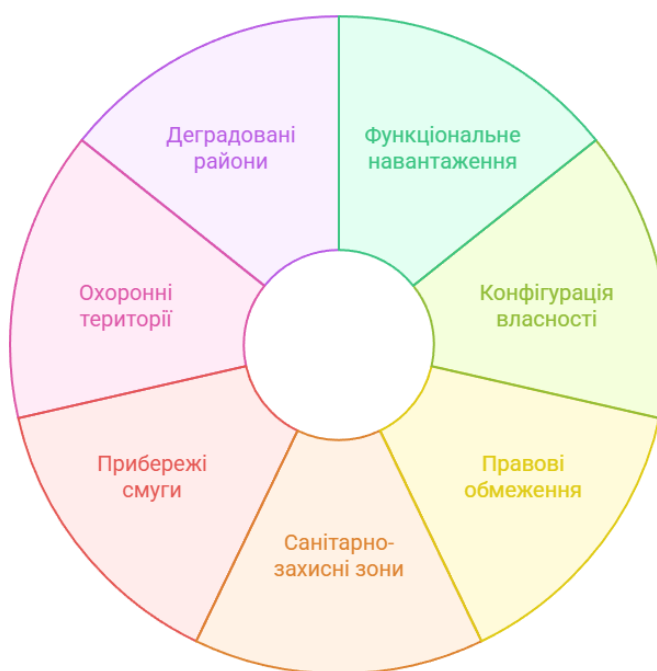 Деградовані
райони
Функціональне
навантаження
Охоронні
території
Конфігурація
власності
Прибережі
смуги
Правові
обмеження
Санітарно-
захисні зони